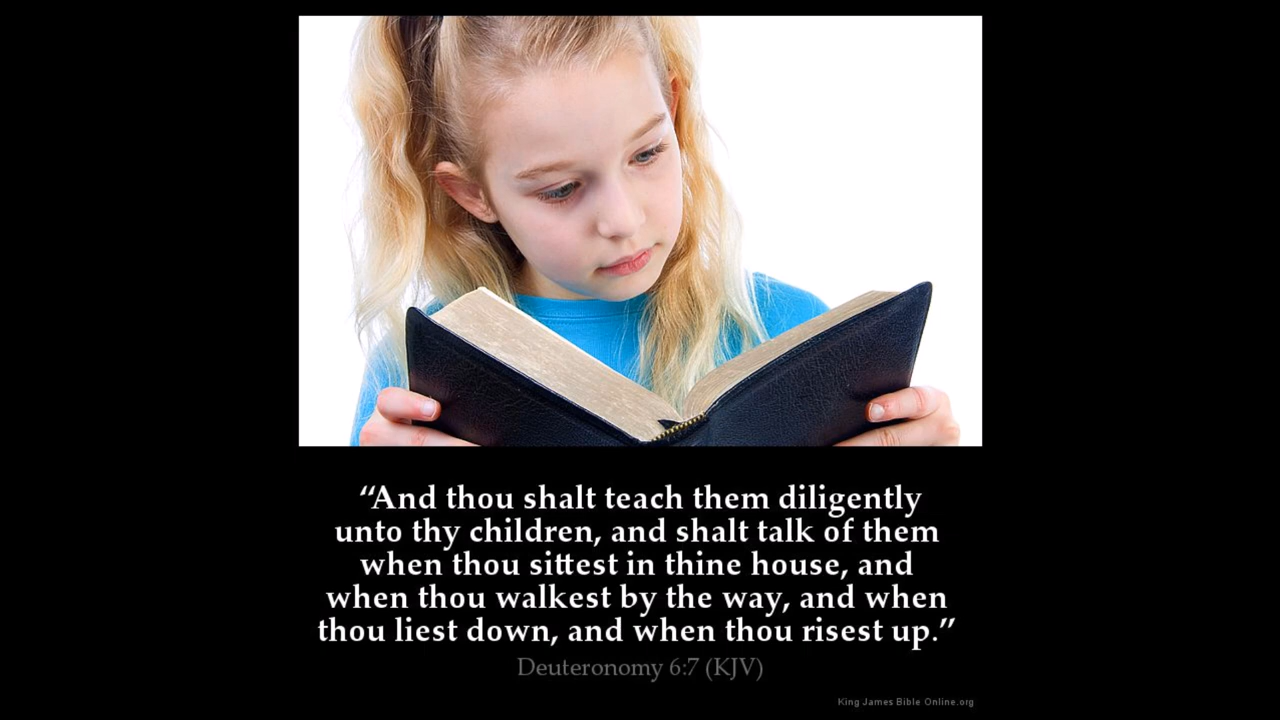 “And thou shalt teach them diligently
unto thy children, and shalt talk of them
when thou sittest in thine house, and
when thou walkest by the way, and when
thou liest down, and when thou risest up.”
Deuteronomy 6:7 (KJV)
King James Bible Online.org